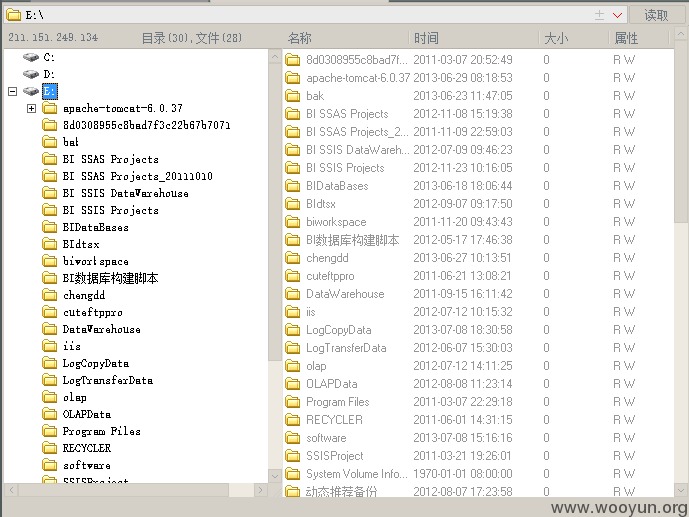 E:\
读取
211.151.249.134 目录(30),文件(28)
名称 时间 大小 属性
C:
D:
E:
apache-tomcat-6.0.37
8d0308955c8bad7f3c22b67b7071
bak
BI SSAS Projects
BI SSAS Projects_20111010
BI SSIS DataWarehouse
BI SSIS Projects
BIDataBases
BIdtsx
biworkspace
BI数据库构建脚本
chengdd
cuteftppro
DataWarehouse
iis
LogCopyData
LogTransferData
olap
OLAPData
Program Files
RECYCLER
software
SSISProject
8d0308955c8bad7f... 2011-03-07 20:52:49 0 R W
apache-tomcat-6.0.37 2013-06-29 08:18:53 0 R W
bak 2013-06-23 11:47:05 0 R W
BI SSAS Projects 2012-11-08 15:19:38 0 R W
BI SSAS Projects_2... 2011-11-09 22:59:03 0 R W
BI SSIS DataWareh... 2012-07-09 09:46:23 0 R W
BI SSIS Projects 2012-11-23 10:16:05 0 R W
BIDataBases 2013-06-18 18:06:44 0 R W
BIdtsx 2012-09-07 09:17:50 0 R W
biworkspace 2011-11-20 09:43:43 0 R W
BI数据库构建脚本 2012-05-17 17:46:38 0 R W
chengdd 2013-06-27 10:13:51 0 R W
cuteftppro 2011-06-21 13:08:21 0 R W
DataWarehouse 2011-09-15 16:11:42 0 R W
iis 2012-07-12 10:15:32 0 R W
LogCopyData 2013-07-08 18:30:58 0 R W
LogTransferData 2012-06-07 15:30:03 0 R W
olap 2012-07-12 14:11:25 0 R W
OLAPData 2012-08-08 11:23:14 0 R W
Program Files 2011-03-07 22:29:18 0 R W
RECYCLER 2011-06-01 14:31:15 0 R W
software 2013-07-08 15:16:16 0 R W
SSISProject 2011-03-21 19:26:01 0 R W
System Volume Info... 1970-01-01 08:00:00 0 R W
动态推荐备份 2012-08-07 17:23:58 0 R W
www.wooyun.org